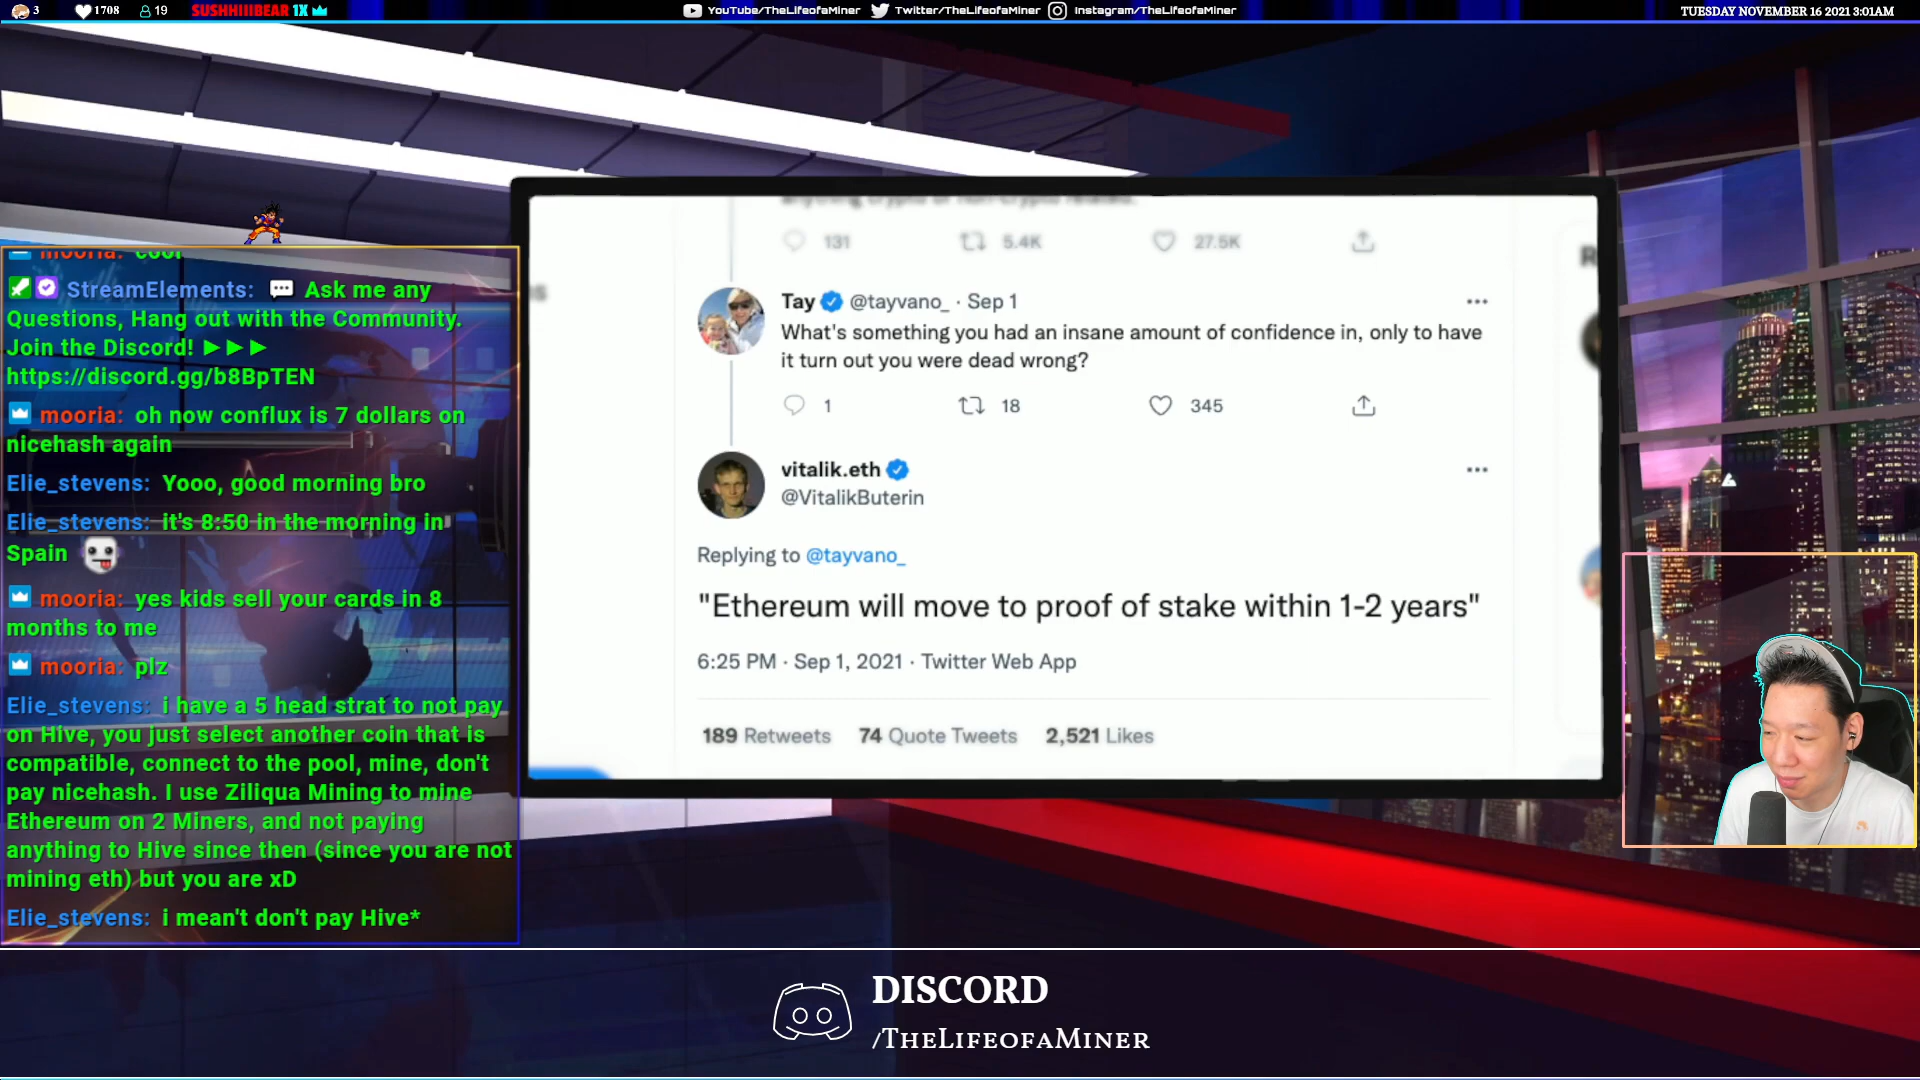 3 1708 19 SUSHHIIIBEAR 1X YouTube/TheLifeofaMiner Twitter/TheLifeofaMiner Instagram/TheLifeofaMiner TUESDAY NOVEMBER 16 2021 3:01AM
mooria: cool
StreamElements: Ask me any
Questions, Hang out with the Community.
Join the Discord! ►►►
https://discord.gg/b8BpTEN
mooria: oh now conflux is 7 dollars on
nicehash again
Elie_stevens: Yooo, good morning bro
Elie_stevens: it's 8:50 in the morning in
Spain
mooria: yes kids sell your cards in 8
months to me
mooria: plz
Elie_stevens: i have a 5 head strat to not pay
on Hive, you just select another coin that is
compatible, connect to the pool, mine, don't
pay nicehash. I use Ziliqua Mining to mine
Ethereum on 2 Miners, and not paying
anything to Hive since then (since you are not
mining eth) but you are xD
Elie_stevens: i mean't don't pay Hive*
anything crypto or non-crypto related.
131 5.4K 27.5K
Tay @tayvano_ · Sep 1
What's something you had an insane amount of confidence in, only to have
it turn out you were dead wrong?
1 18 345
vitalik.eth
@VitalikButerin
Replying to @tayvano_
"Ethereum will move to proof of stake within 1-2 years"
6:25 PM · Sep 1, 2021 · Twitter Web App
189 Retweets 74 Quote Tweets 2,521 Likes
DISCORD
/THELIFEOFAMINER